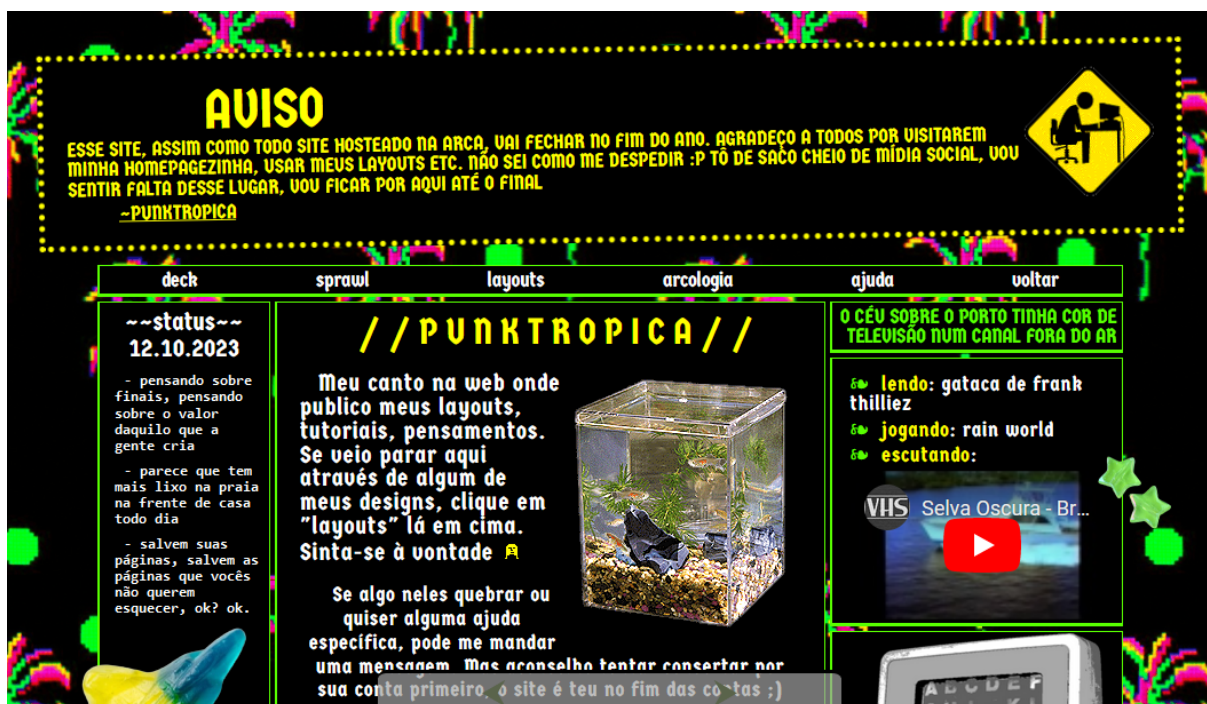 AVISO
ESSE SITE, ASSIM COMO TODO SITE HOSTEADO NA ARCA, VAI FECHAR NO FIM DO ANO. AGRADEÇO A TODOS POR VISITAREM
MINHA HOMEPAGEZINHA, USAR MEUS LAYOUTS ETC. NÃO SEI COMO ME DESPEDIR :P TÔ DE SACO CHEIO DE MÍDIA SOCIAL, VOU
SENTIR FALTA DESSE LUGAR, VOU FICAR POR AQUI ATÉ O FINAL
~PUNKTROPICA
deck sprawl layouts arcologia ajuda voltar
~~status~~
12.10.2023
- pensando sobre
finais, pensando
sobre o valor
daquilo que a
gente cria
- parece que tem
mais lixo na praia
na frente de casa
todo dia
- salvem suas
páginas, salvem as
páginas que vocês
não querem
esquecer, ok? ok.
//PUNKTROPICA//
Meu canto na web onde
publico meus layouts,
tutoriais, pensamentos.
Se veio parar aqui
através de algum de
meus designs, clique em
"layouts" lá em cima.
Sinta-se à vontade
Se algo neles quebrar ou
quiser alguma ajuda
específica, pode me mandar
uma mensagem. Mas aconselho tentar consertar por
sua conta primeiro, o site é teu no fim das contas ;)
O CÉU SOBRE O PORTO TINHA COR DE
TELEVISÃO NUM CANAL FORA DO AR
lendo: gataca de frank
thilliez
jogando: rain world
escutando:
VHS Selva Oscura - Br...
A B C D E F